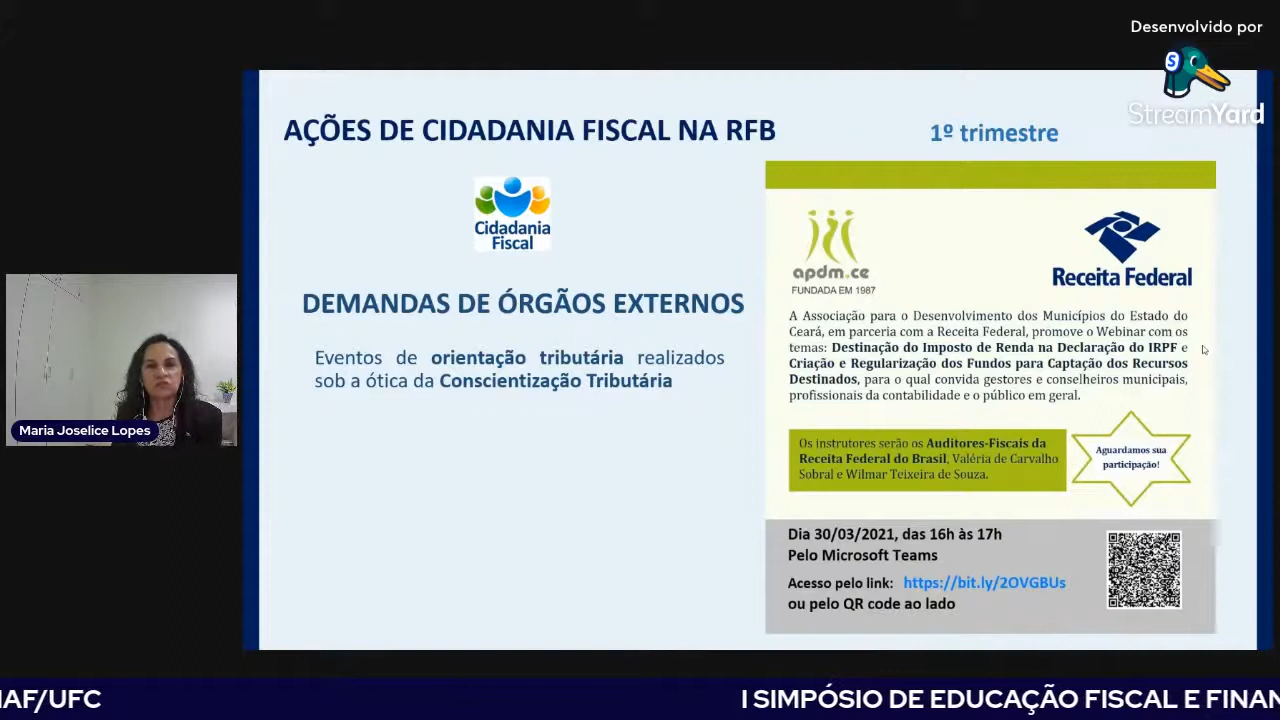 Desenvolvido por
StreamYard
AÇÕES DE CIDADANIA FISCAL NA RFB
1º trimestre
Cidadania
Fiscal
DEMANDAS DE ÓRGÃOS EXTERNOS
Eventos de orientação tributária realizados
sob a ótica da Conscientização Tributária
apdm.ce
FUNDADA EM 1987
Receita Federal
A Associação para o Desenvolvimento dos Municípios do Estado do
Ceará, em parceria com a Receita Federal, promove o Webinar com os
temas: Destinação do Imposto de Renda na Declaração do IRPF e
Criação e Regularização dos Fundos para Captação dos Recursos
Destinados, para o qual convida gestores e conselheiros municipais,
profissionais da contabilidade e o público em geral.
Os instrutores serão os Auditores-Fiscais da
Receita Federal do Brasil, Valéria de Carvalho
Sobral e Wilmar Teixeira de Souza.
Aguardamos sua
participação!
Dia 30/03/2021, das 16h às 17h
Pelo Microsoft Teams
Acesso pelo link: https://bit.ly/2OVGBUs
ou pelo QR code ao lado
Maria Joselice Lopes
IAF/UFC
I SIMPÓSIO DE EDUCAÇÃO FISCAL E FINAN